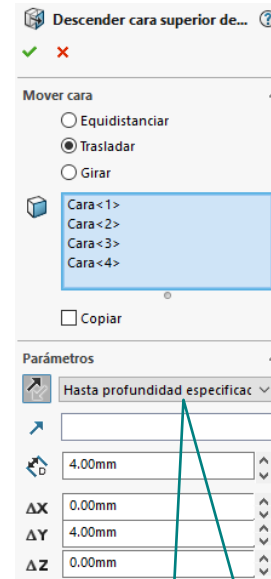 Descender cara superior de...
Mover cara
Equidistanciar
Trasladar
Girar
Cara<1>
Cara<2>
Cara<3>
Cara<4>
Copiar
Parámetros
Hasta profundidad especificac
D 4.00mm
ΔX 0.00mm
ΔY 4.00mm
ΔZ 0.00mm